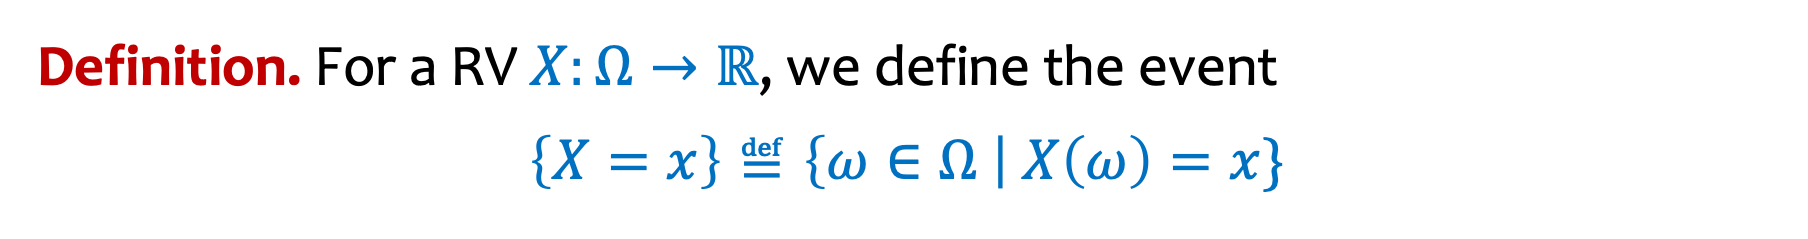 Definition. For a RV X: Ω → ℝ, we define the event
{X = x} ≝ {ω ∈ Ω | X(ω) = x}